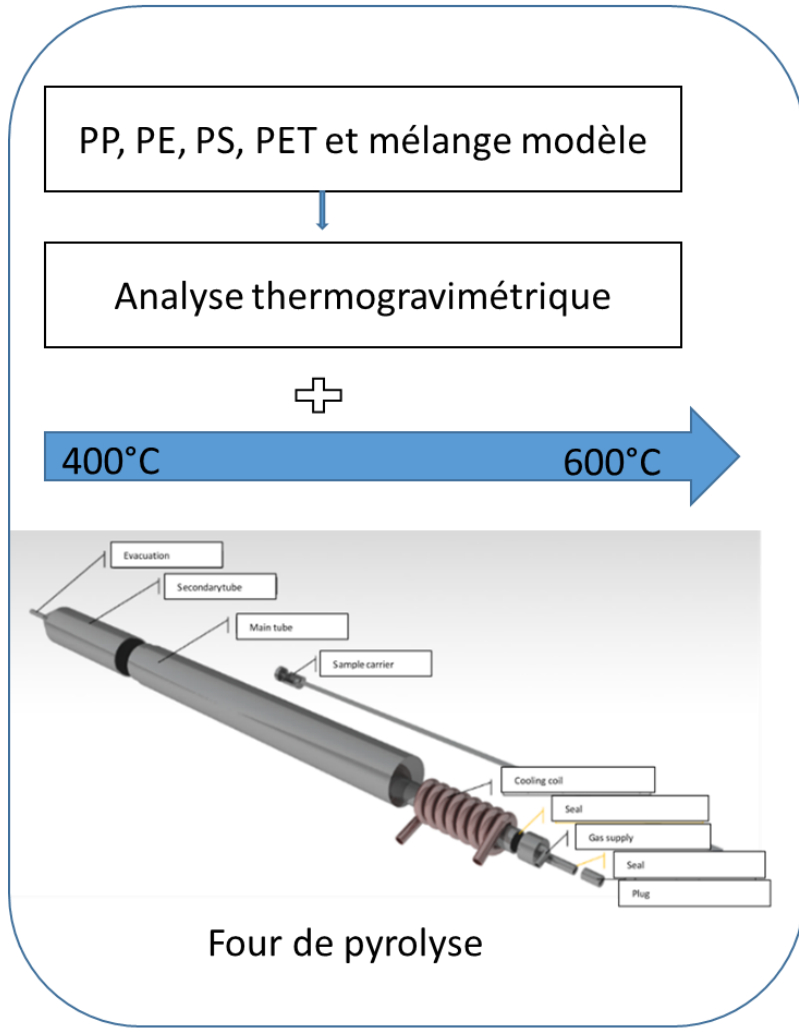 PP, PE, PS, PET et mélange modèle
Analyse thermogravimétrique
400°C
600°C
Evacuation
Secondarytube
Main tube
Sample carrier
Cooling coil
Seal
Gas supply
Seal
Plug
Four de pyrolyse